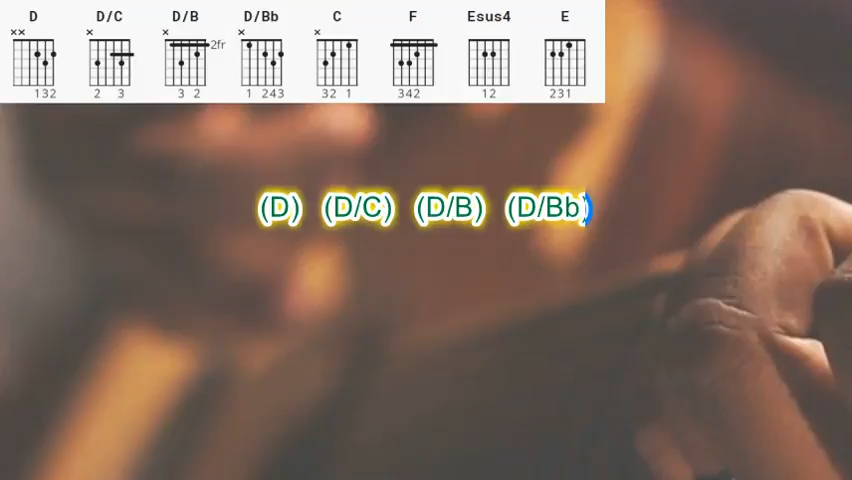 D D/C D/B D/Bb C F Esus4 E
×× × × × ×
2fr
132 2 3 3 2 1 243 32 1 342 12 231
(D) (D/C) (D/B) (D/Bb)